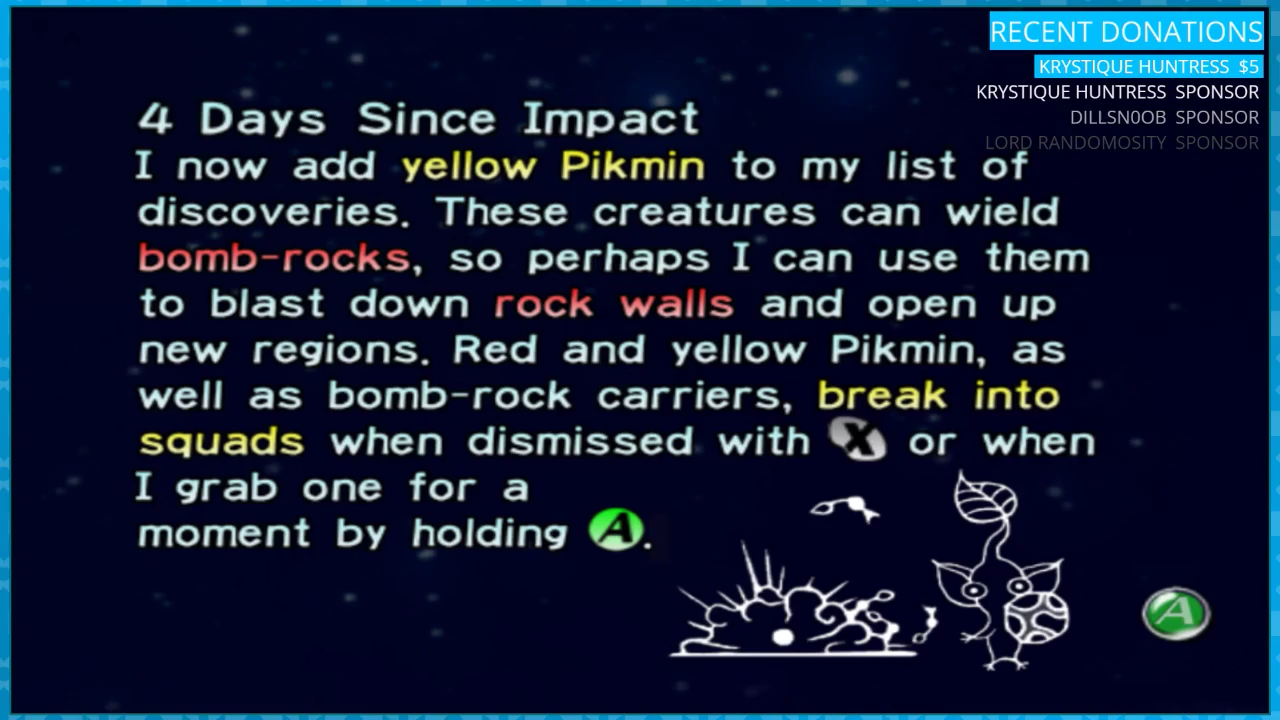 RECENT DONATIONS
KRYSTIQUE HUNTRESS $5
KRYSTIQUE HUNTRESS SPONSOR
DILLSN0OB SPONSOR
LORD RANDOMOSITY SPONSOR
4 Days Since Impact
I now add yellow Pikmin to my list of
discoveries. These creatures can wield
bomb-rocks, so perhaps I can use them
to blast down rock walls and open up
new regions. Red and yellow Pikmin, as
well as bomb-rock carriers, break into
squads when dismissed with X or when
I grab one for a
moment by holding A.
A